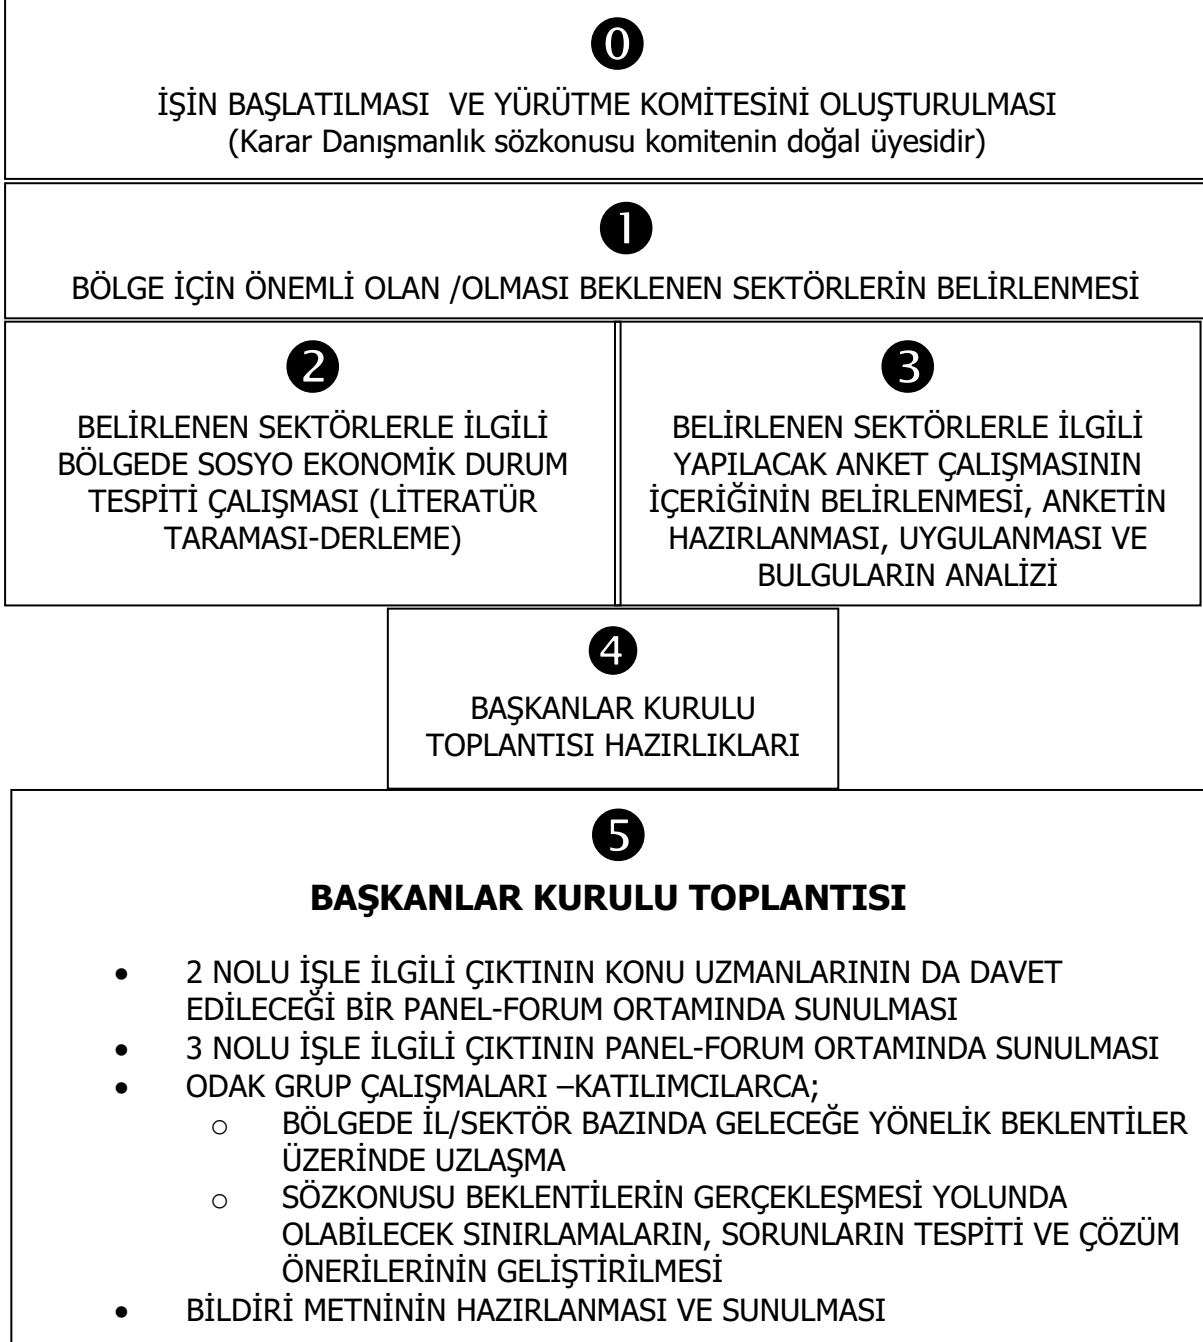 0
İŞİN BAŞLATILMASI VE YÜRÜTME KOMİTESİNİ OLUŞTURULMASI
(Karar Danışmanlık sözkonusu komitenin doğal üyesidir)
1
BÖLGE İÇİN ÖNEMLİ OLAN /OLMASI BEKLENEN SEKTÖRLERİN BELİRLENMESİ
2
BELİRLENEN SEKTÖRLERLE İLGİLİ
BÖLGEDE SOSYO EKONOMİK DURUM
TESPİTİ ÇALIŞMASI (LİTERATÜR
TARAMASI-DERLEME)
3
BELİRLENEN SEKTÖRLERLE İLGİLİ
YAPILACAK ANKET ÇALIŞMASININ
İÇERİĞİNİN BELİRLENMESİ, ANKETİN
HAZIRLANMASI, UYGULANMASI VE
BULGULARIN ANALİZİ
4
BAŞKANLAR KURULU
TOPLANTISI HAZIRLIKLARI
5
BAŞKANLAR KURULU TOPLANTISI
• 2 NOLU İŞLE İLGİLİ ÇIKTININ KONU UZMANLARININ DA DAVET
EDİLECEĞİ BİR PANEL-FORUM ORTAMINDA SUNULMASI
• 3 NOLU İŞLE İLGİLİ ÇIKTININ PANEL-FORUM ORTAMINDA SUNULMASI
• ODAK GRUP ÇALIŞMALARI –KATILIMCILARCA;
o BÖLGEDE İL/SEKTÖR BAZINDA GELECEĞE YÖNELİK BEKLENTİLER
ÜZERİNDE UZLAŞMA
o SÖZKONUSU BEKLENTİLERİN GERÇEKLEŞMESİ YOLUNDA
OLABİLECEK SINIRLAMALARIN, SORUNLARIN TESPİTİ VE ÇÖZÜM
ÖNERİLERİNİN GELİŞTİRİLMESİ
• BİLDİRİ METNİNİN HAZIRLANMASI VE SUNULMASI